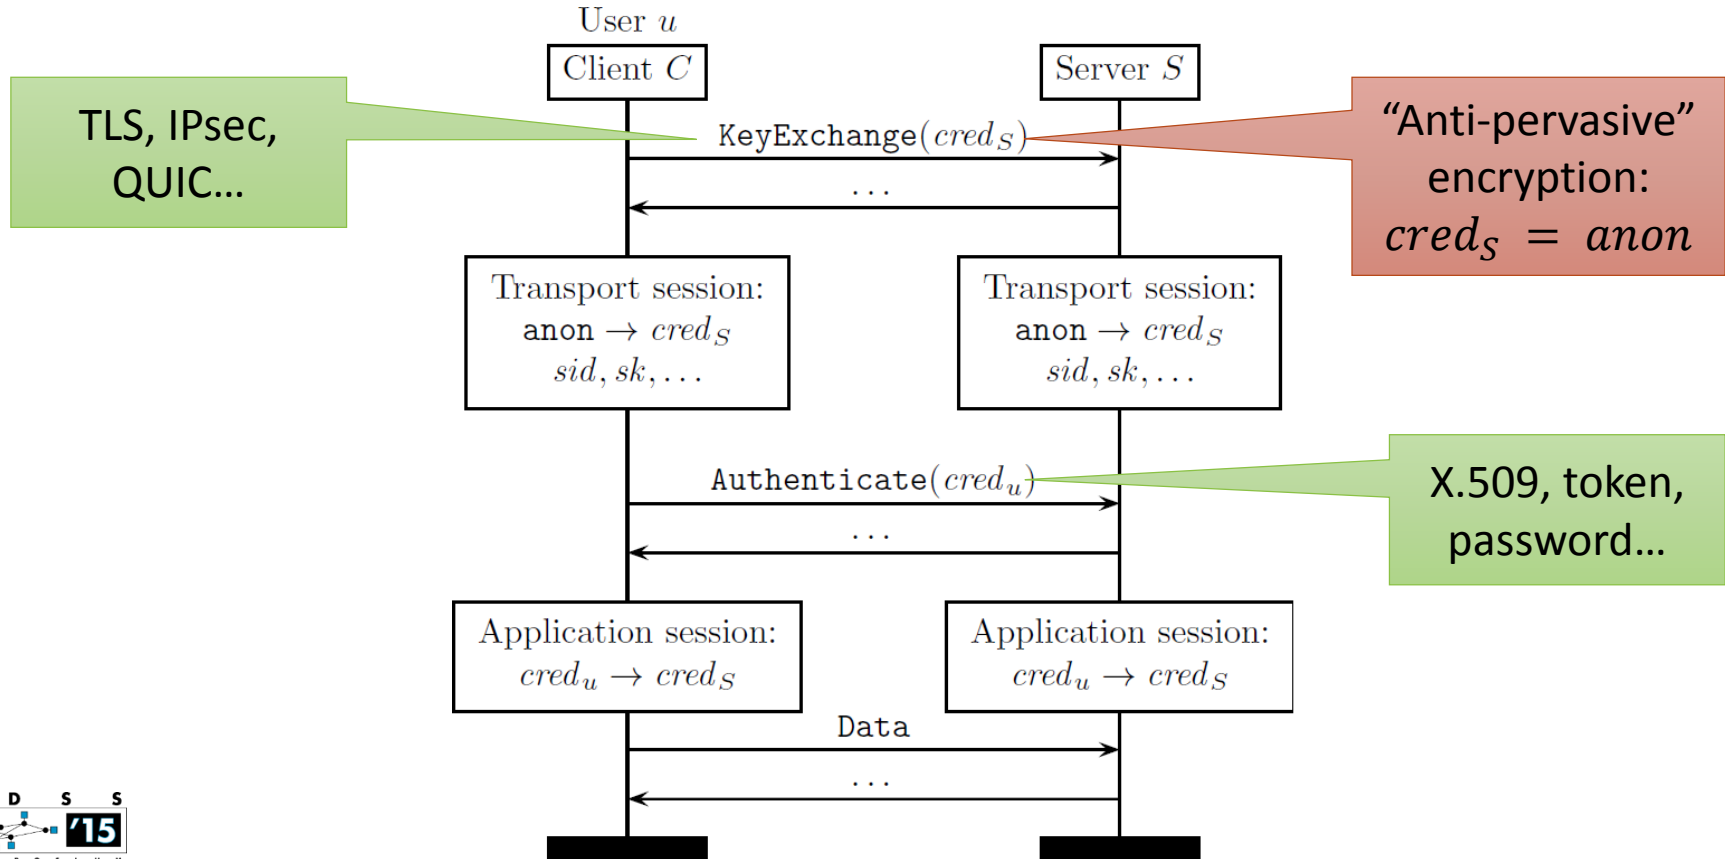 User u
Client C
Server S
TLS, IPsec,
QUIC…
KeyExchange(cred_S)
“Anti-pervasive”
encryption:
cred_S = anon
...
Transport session:
anon → cred_S
sid, sk, ...
Transport session:
anon → cred_S
sid, sk, ...
Authenticate(cred_u)
X.509, token,
password…
...
Application session:
cred_u → cred_S
Application session:
cred_u → cred_S
Data
...
D S S
'15